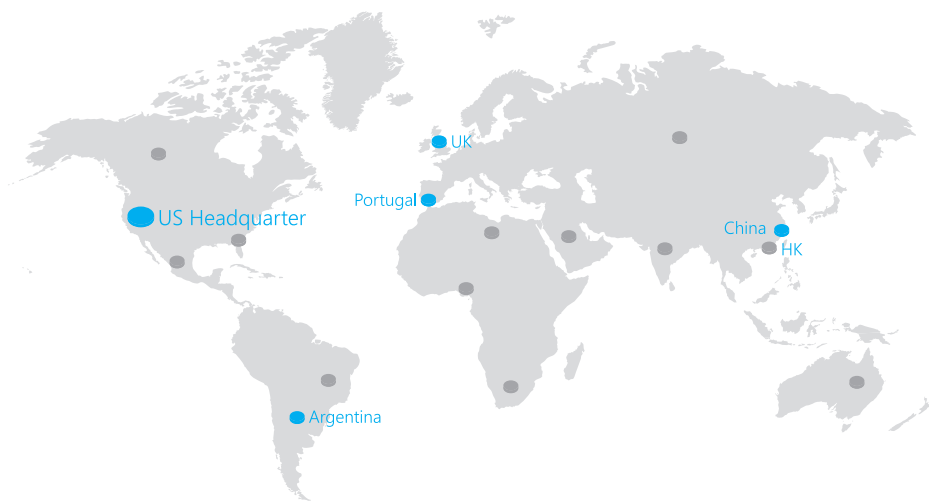 UK
Portugal
US Headquarter
China
HK
Argentina